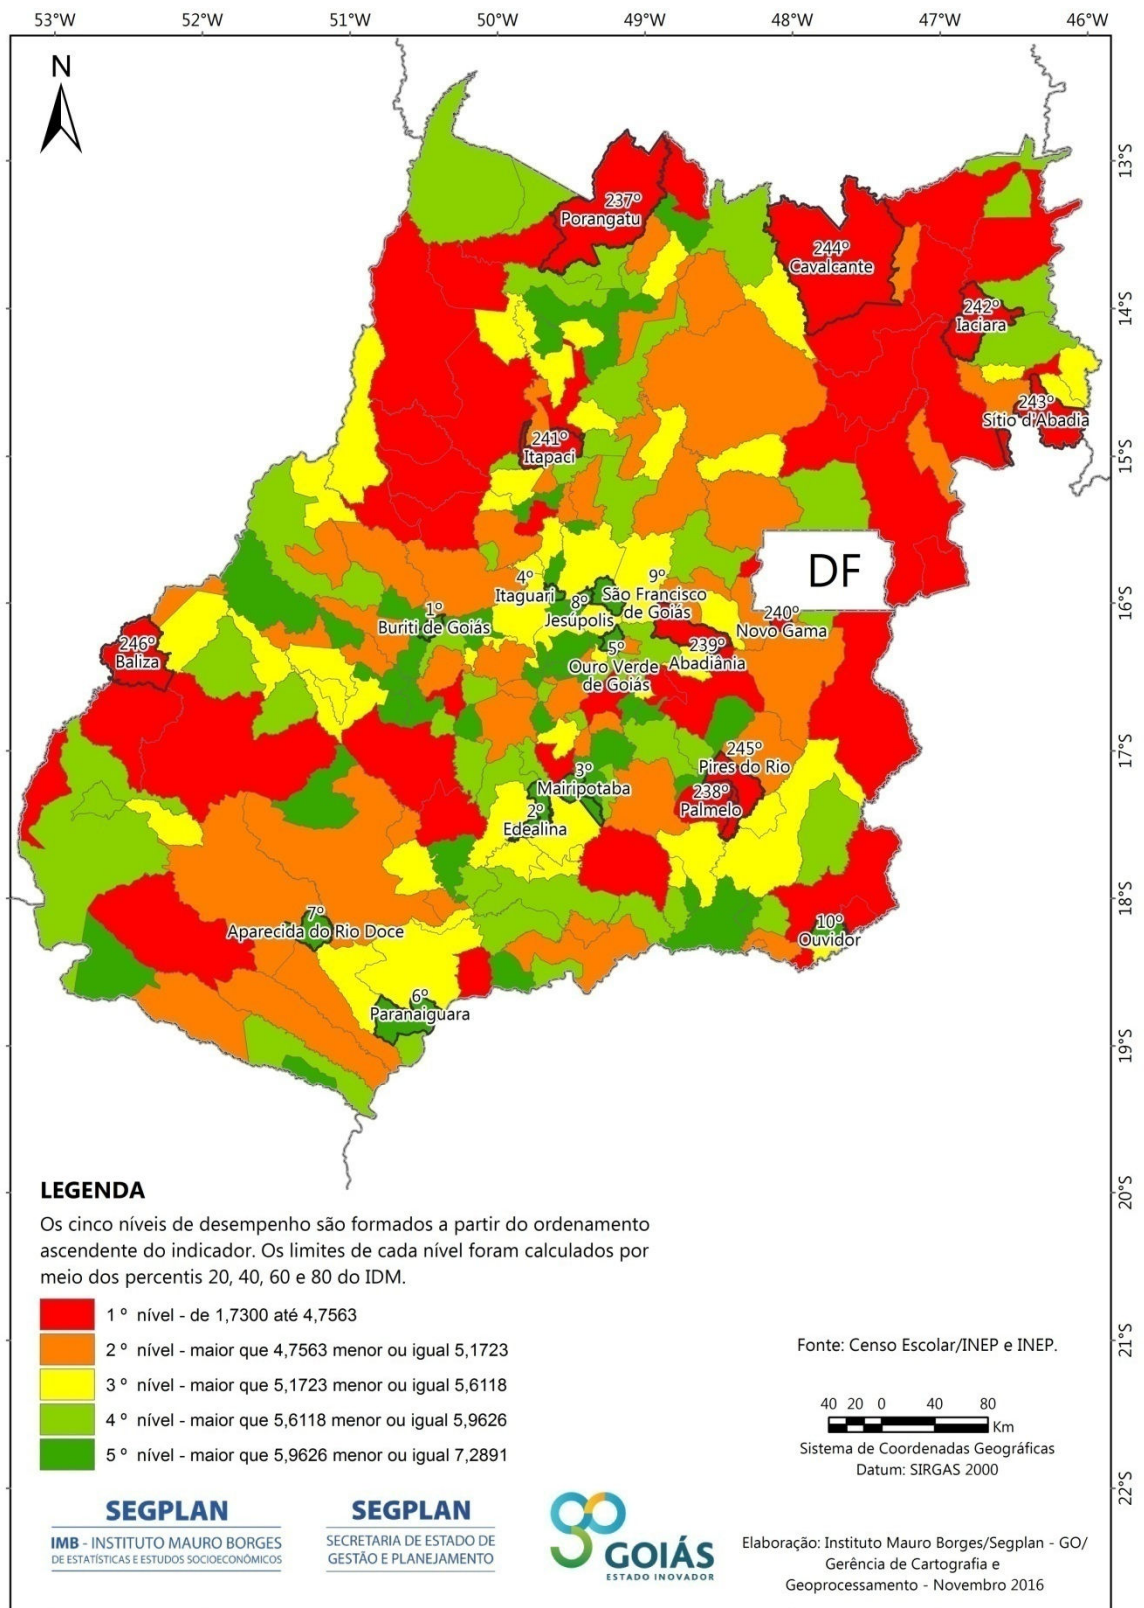 53°W 52°W 51°W 50°W 49°W 48°W 47°W 46°W
N
13°S
14°S
15°S
16°S
17°S
18°S
19°S
20°S
21°S
22°S
237º
Porangatu
244º
Cavalcante
242º
Iaciara
243º
Sítio d'Abadia
241º
Itapaci
DF
4º
Itaguari
9º
São Francisco
de Goiás
1º
Buriti de Goiás
8º
Jesúpolis
240º
Novo Gama
246º
Baliza
5º
Ouro Verde
de Goiás
239º
Abadiânia
245º
Pires do Rio
3º
Mairipotaba
238º
Palmelo
2º
Edealina
7º
Aparecida do Rio Doce
10º
Ouvidor
6º
Paranaiguara
LEGENDA
Os cinco níveis de desempenho são formados a partir do ordenamento
ascendente do indicador. Os limites de cada nível foram calculados por
meio dos percentis 20, 40, 60 e 80 do IDM.
1 º nível - de 1,7300 até 4,7563
2 º nível - maior que 4,7563 menor ou igual 5,1723
3 º nível - maior que 5,1723 menor ou igual 5,6118
4 º nível - maior que 5,6118 menor ou igual 5,9626
5 º nível - maior que 5,9626 menor ou igual 7,2891
Fonte: Censo Escolar/INEP e INEP.
40 20 0 40 80
Km
Sistema de Coordenadas Geográficas
Datum: SIRGAS 2000
SEGPLAN
IMB - INSTITUTO MAURO BORGES
DE ESTATÍSTICAS E ESTUDOS SOCIOECONÔMICOS
SEGPLAN
SECRETARIA DE ESTADO DE
GESTÃO E PLANEJAMENTO
GOIÁS
ESTADO INOVADOR
Elaboração: Instituto Mauro Borges/Segplan - GO/
Gerência de Cartografia e
Geoprocessamento - Novembro 2016